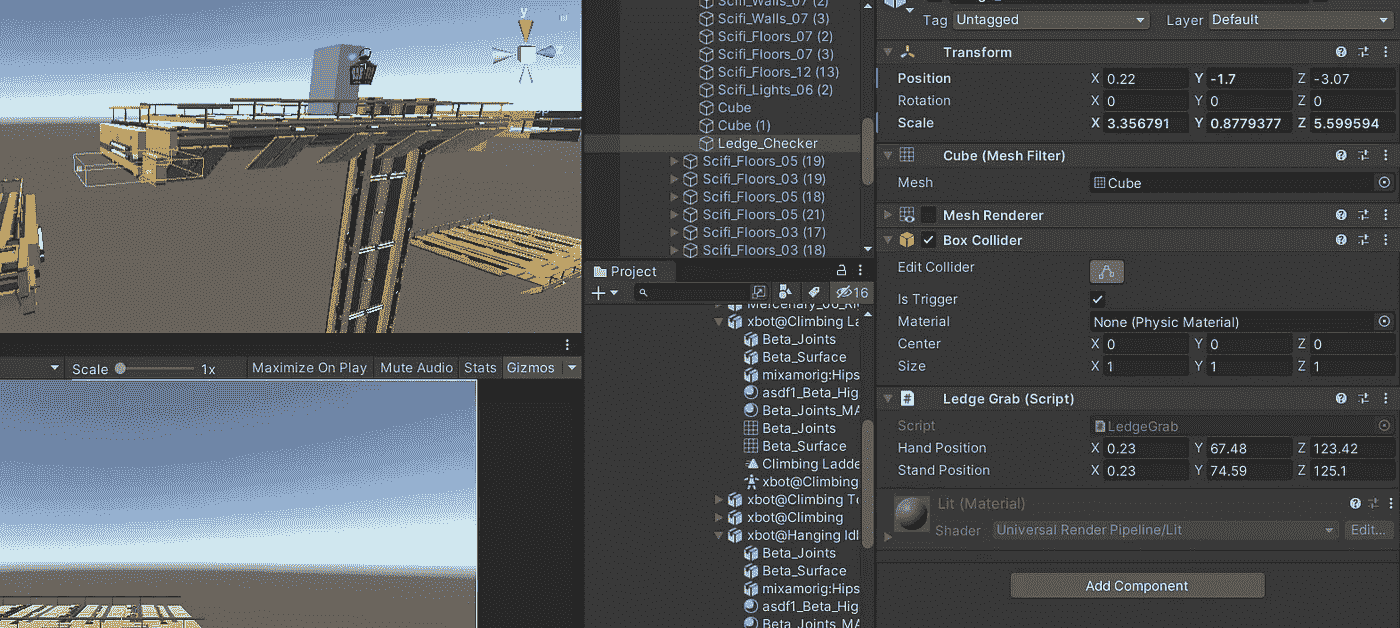 y
Scale 1x Maximize On Play Mute Audio Stats Gizmos
Scifi_Walls_07 (2)
Scifi_Walls_07 (3)
Scifi_Floors_07 (2)
Scifi_Floors_07 (3)
Scifi_Floors_12 (13)
Scifi_Lights_06 (2)
Cube
Cube (1)
Ledge_Checker
Scifi_Floors_05 (19)
Scifi_Floors_03 (19)
Scifi_Floors_05 (18)
Scifi_Floors_05 (21)
Scifi_Floors_03 (17)
Scifi_Floors_03 (18)
Project
16
xbot@Climbing La
Beta_Joints
Beta_Surface
mixamorig:Hips
asdf1_Beta_Hig
Beta_Joints_MA
Beta_Joints
Beta_Surface
Climbing Ladde
xbot@Climbing
xbot@Climbing To
xbot@Climbing
xbot@Hanging Idl
Beta_Joints
Beta_Surface
mixamorig:Hips
asdf1_Beta_Hig
Beta_Joints_MA
Tag Untagged Layer Default
Transform
Position X 0.22 Y -1.7 Z -3.07
Rotation X 0 Y 0 Z 0
Scale X 3.356791 Y 0.8779377 Z 5.599594
Cube (Mesh Filter)
Mesh Cube
Mesh Renderer
Box Collider
Edit Collider
Is Trigger
Material None (Physic Material)
Center X 0 Y 0 Z 0
Size X 1 Y 1 Z 1
Ledge Grab (Script)
Script LedgeGrab
Hand Position X 0.23 Y 67.48 Z 123.42
Stand Position X 0.23 Y 74.59 Z 125.1
Lit (Material)
Shader Universal Render Pipeline/Lit Edit...
Add Component